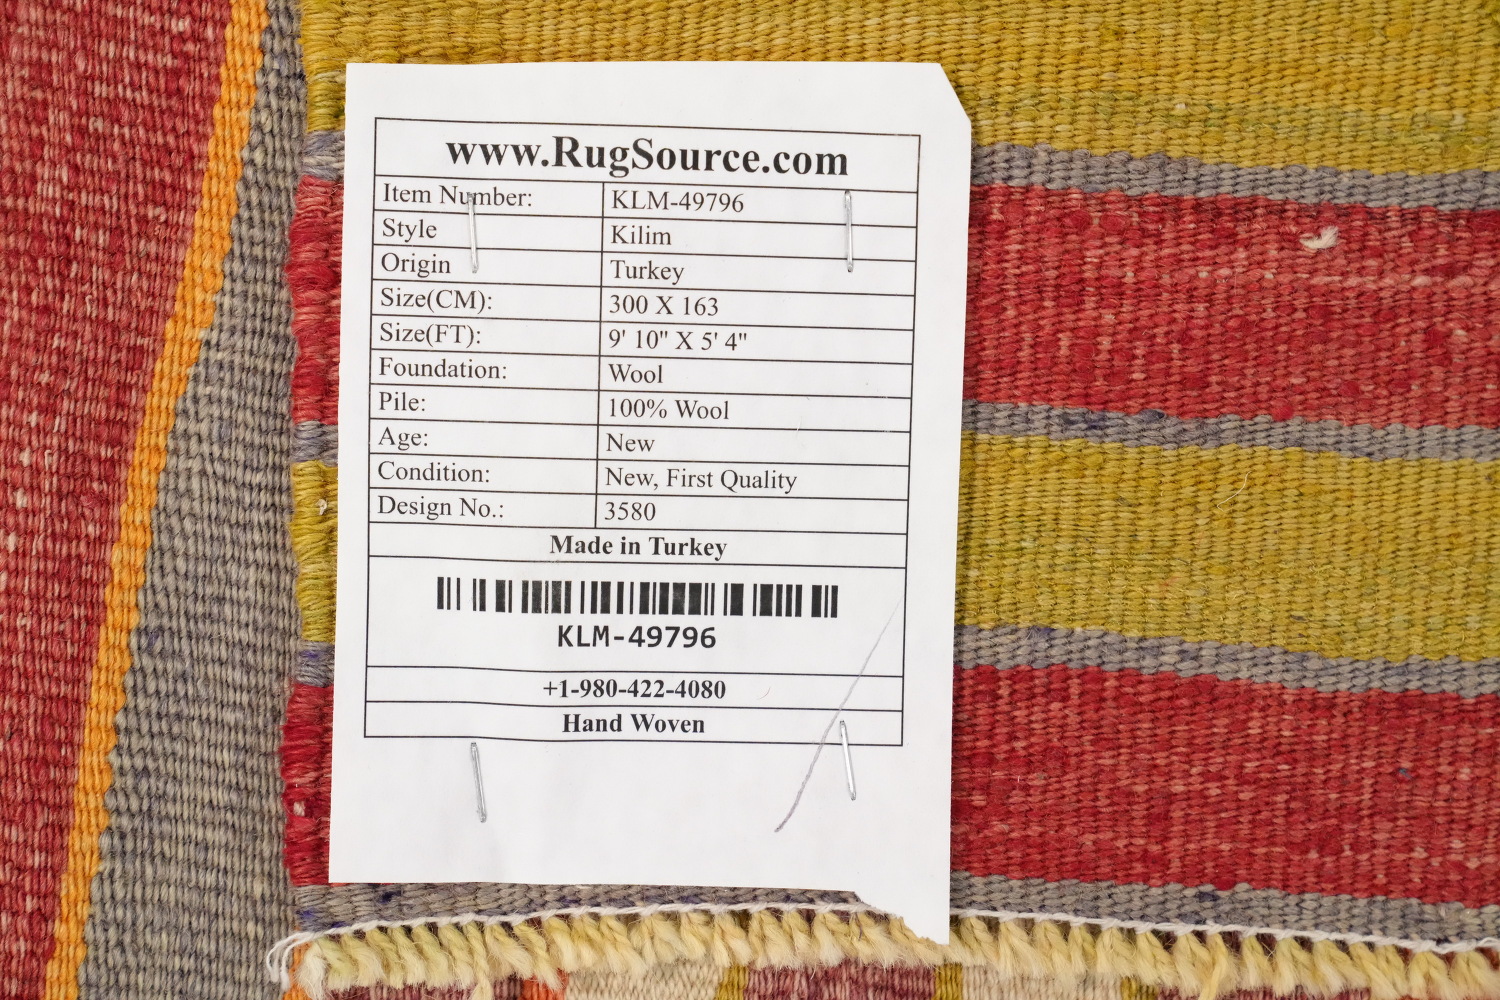 www.RugSource.com
Item Number: KLM-49796
Style Kilim
Origin Turkey
Size(CM): 300 X 163
Size(FT): 9' 10" X 5' 4"
Foundation: Wool
Pile: 100% Wool
Age: New
Condition: New, First Quality
Design No.: 3580
Made in Turkey
KLM-49796
+1-980-422-4080
Hand Woven